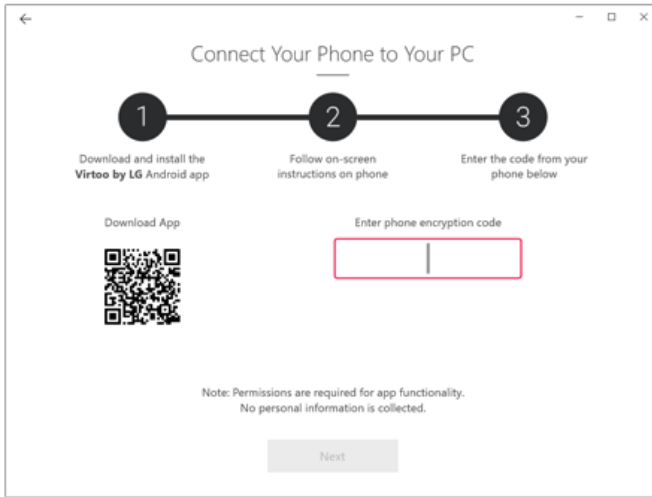 Connect Your Phone to Your PC
1
2
3
Download and install the
Virtoo by LG Android app
Follow on-screen
instructions on phone
Enter the code from your
phone below
Download App
Enter phone encryption code
Note: Permissions are required for app functionality.
No personal information is collected.
Next